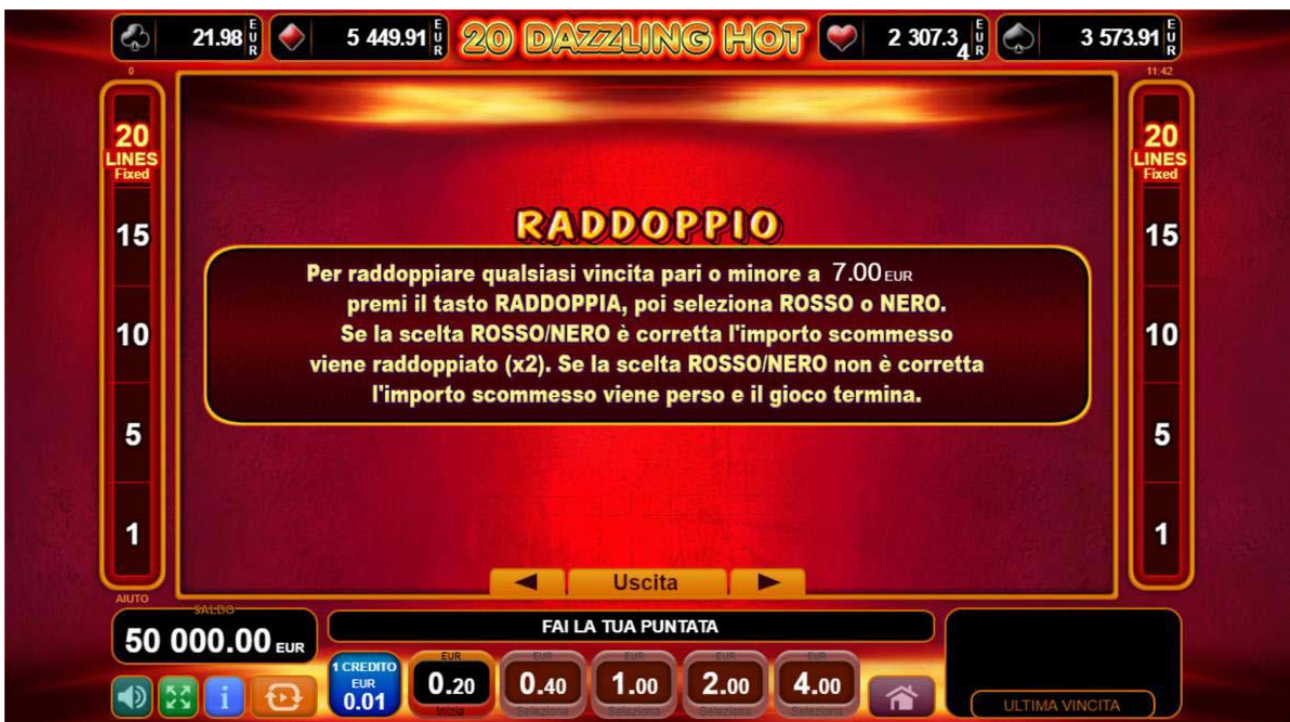 21.98 EUR
5 449.91 EUR
20 DAZZLING HOT
2 307.34 EUR
3 573.91 EUR
0
11:42
20
LINES
Fixed
15
10
5
1
20
LINES
Fixed
15
10
5
1
RADDOPPIO
Per raddoppiare qualsiasi vincita pari o minore a 7.00 EUR
premi il tasto RADDOPPIA, poi seleziona ROSSO o NERO.
Se la scelta ROSSO/NERO è corretta l'importo scommesso
viene raddoppiato (x2). Se la scelta ROSSO/NERO non è corretta
l'importo scommesso viene perso e il gioco termina.
Uscita
AIUTO
SALDO
50 000.00 EUR
FAI LA TUA PUNTATA
1 CREDITO
EUR
0.01
EUR
0.20
Inizia
EUR
0.40
Seleziona
EUR
1.00
Seleziona
EUR
2.00
Seleziona
EUR
4.00
Seleziona
ULTIMA VINCITA